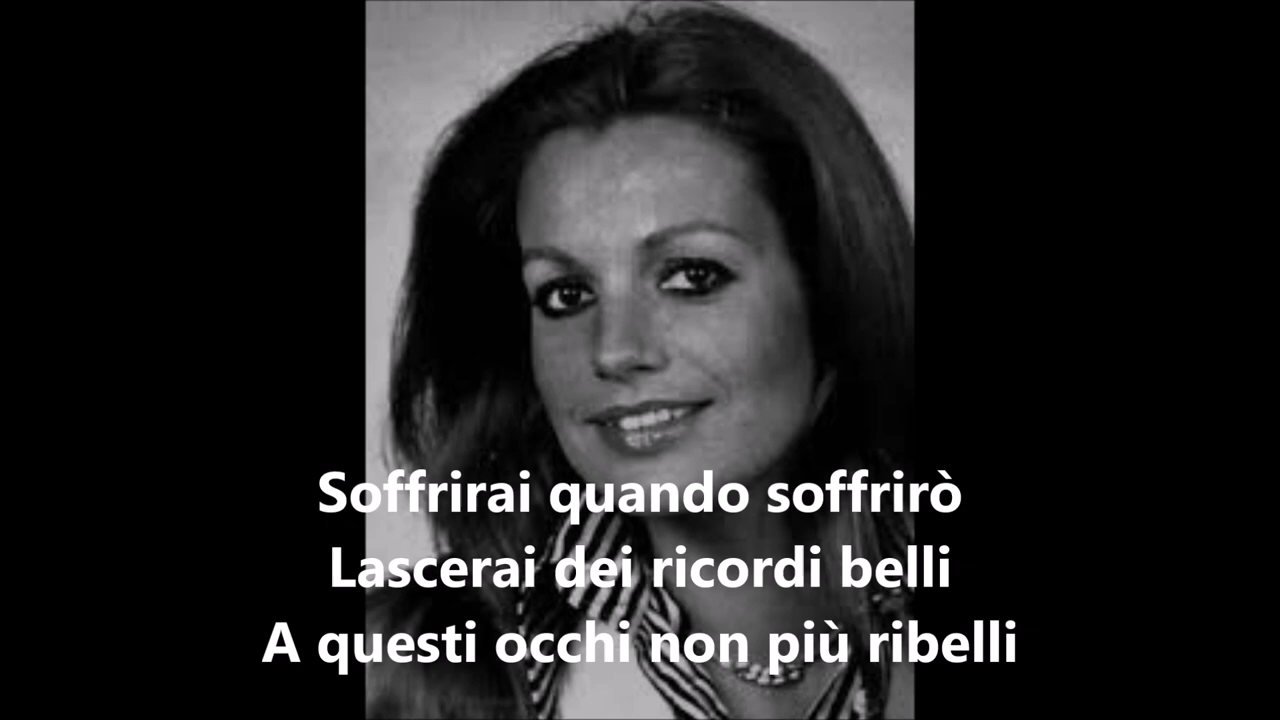 Soffrirai quando soffrirò
Lascerai dei ricordi belli
A questi occhi non più ribelli